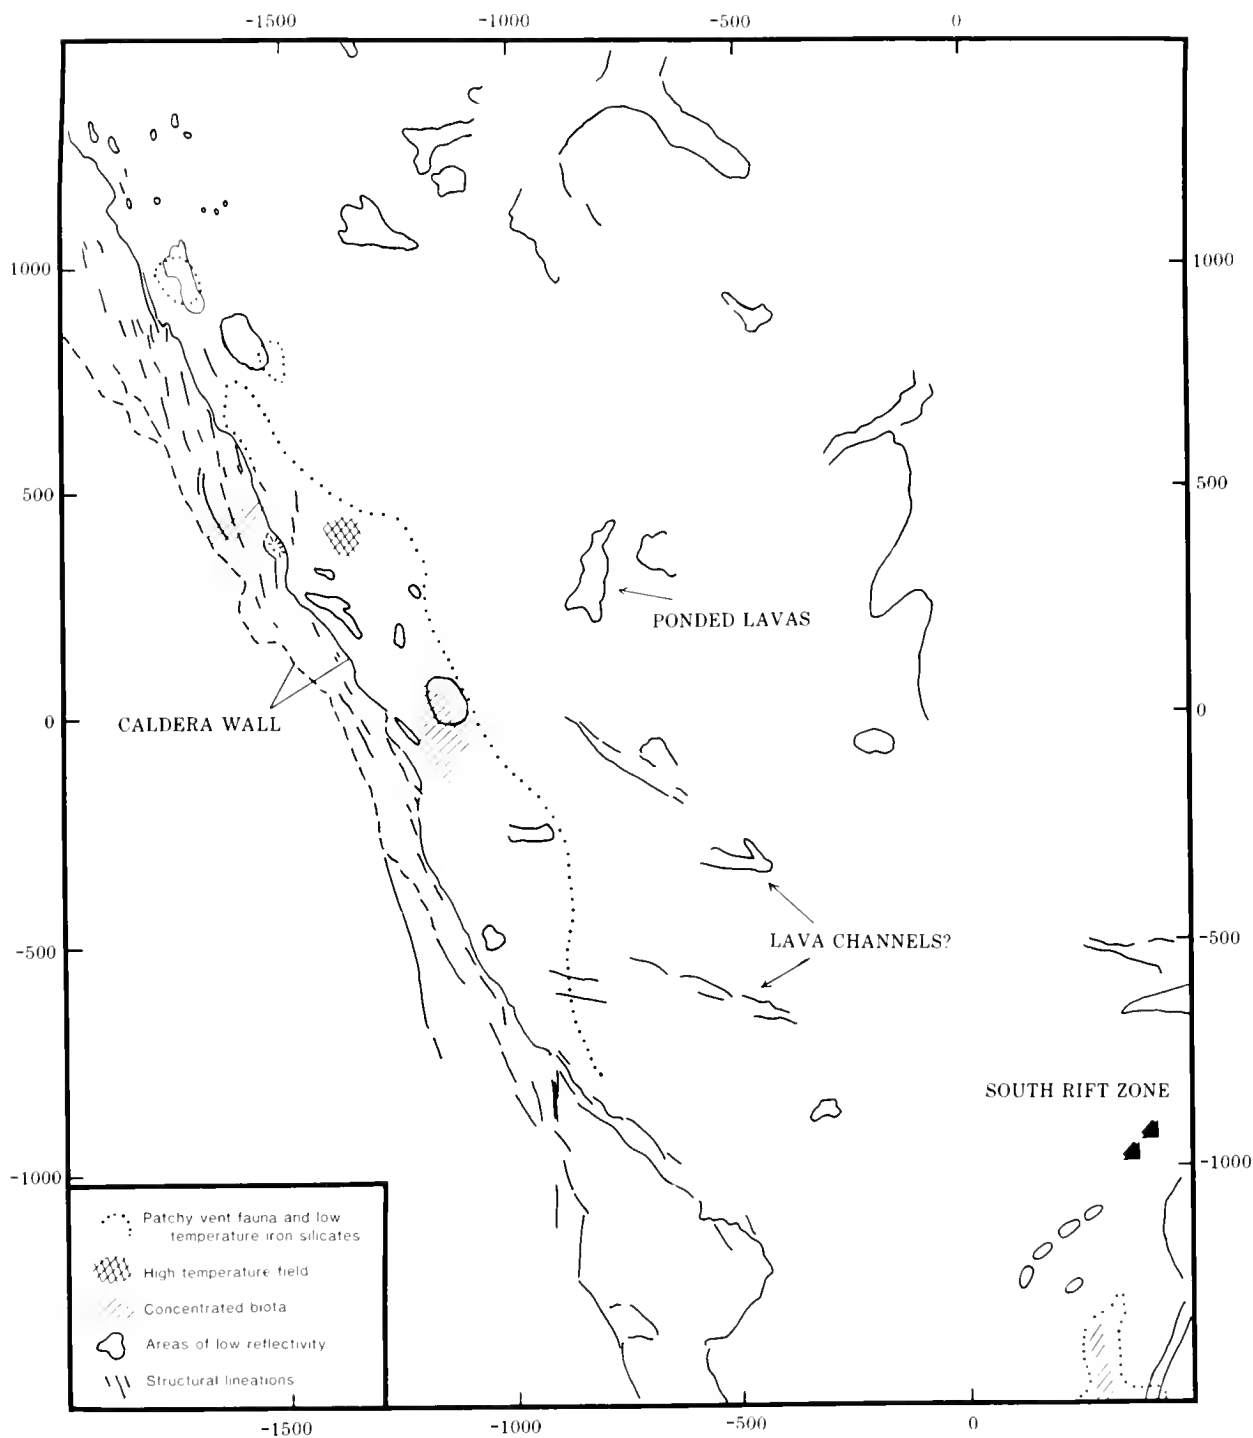 -1500 -1000 -500 0
1000 1000
500 500
PONDED LAVAS
CALDERA WALL
0 0
LAVA CHANNELS?
-500 -500
SOUTH RIFT ZONE
-1000 -1000
Patchy vent fauna and low
temperature iron silicates
High temperature field
Concentrated biota
Areas of low reflectivity
Structural lineations
-1500 -1000 -500 0